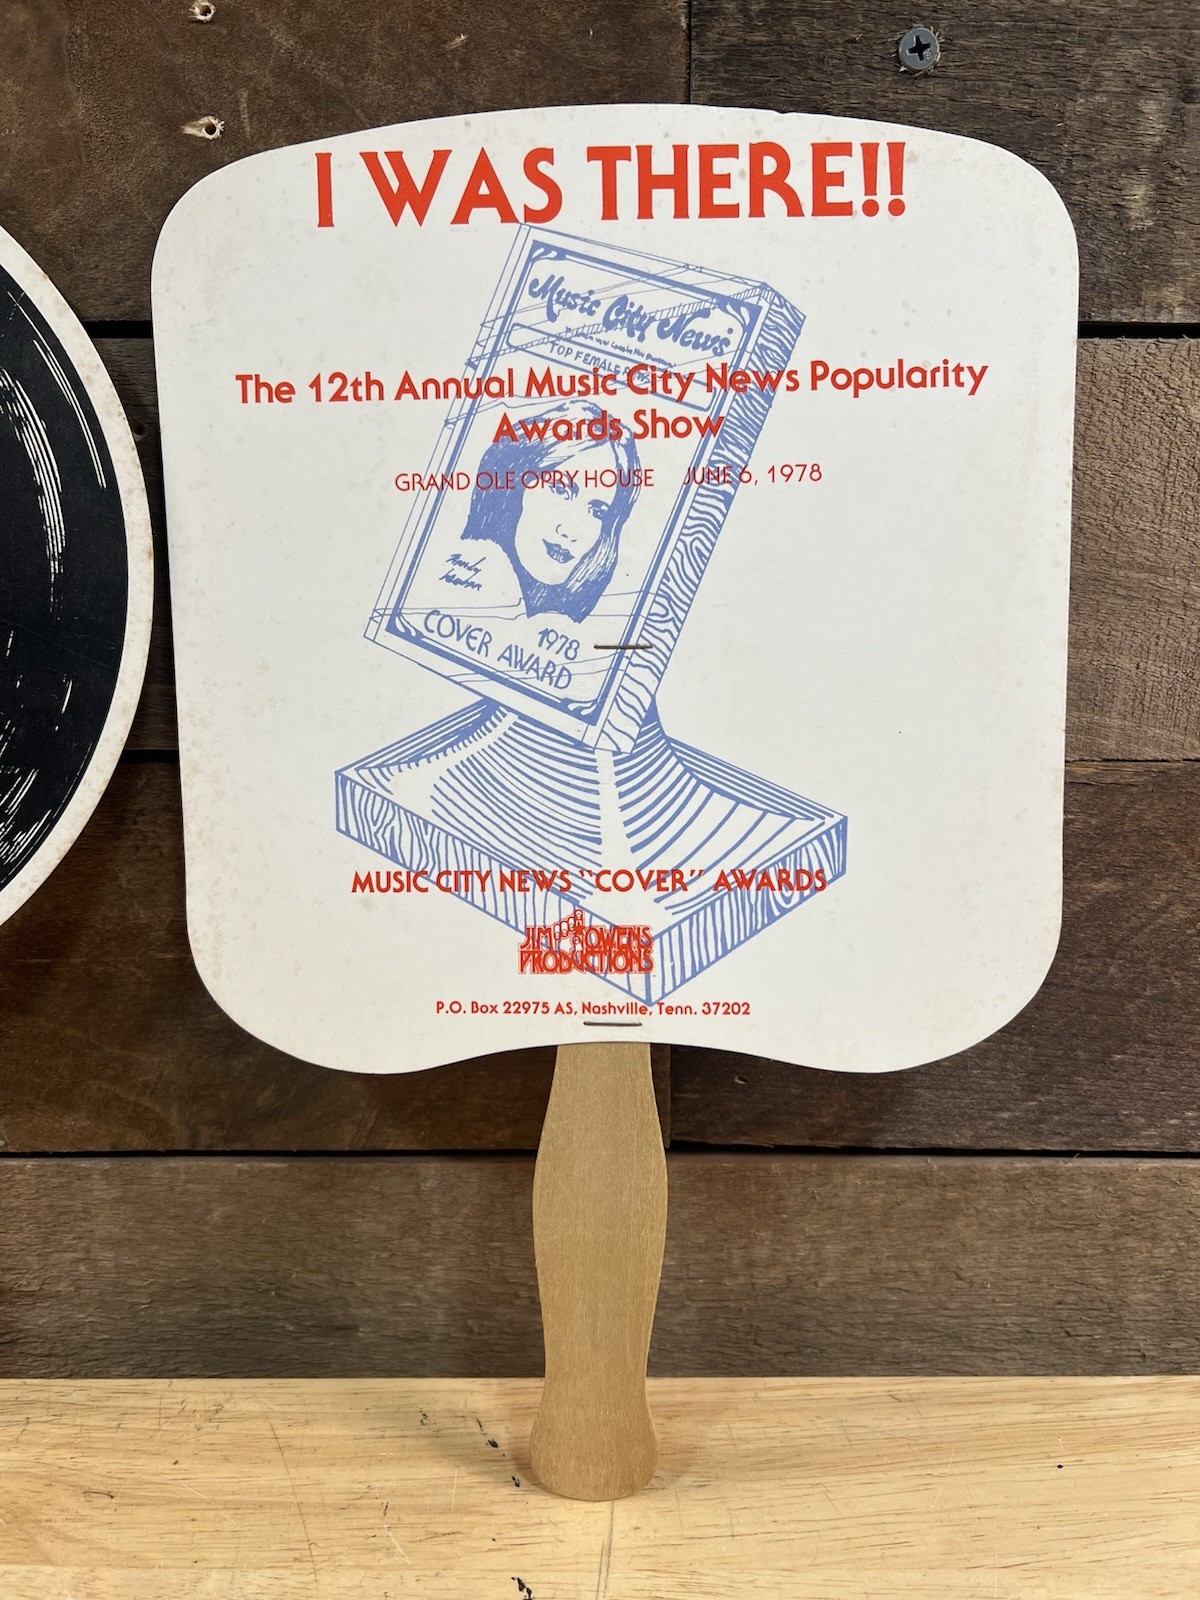 I WAS THERE!!
Music City News
TOP FEMALE
The 12th Annual Music City News Popularity
Awards Show
GRAND OLE OPRY HOUSE JUNE 6, 1978
1978
COVER AWARD
MUSIC CITY NEWS "COVER" AWARDS
JIM OWENS
PRODUCTIONS
P.O. Box 22975 AS, Nashville, Tenn. 37202